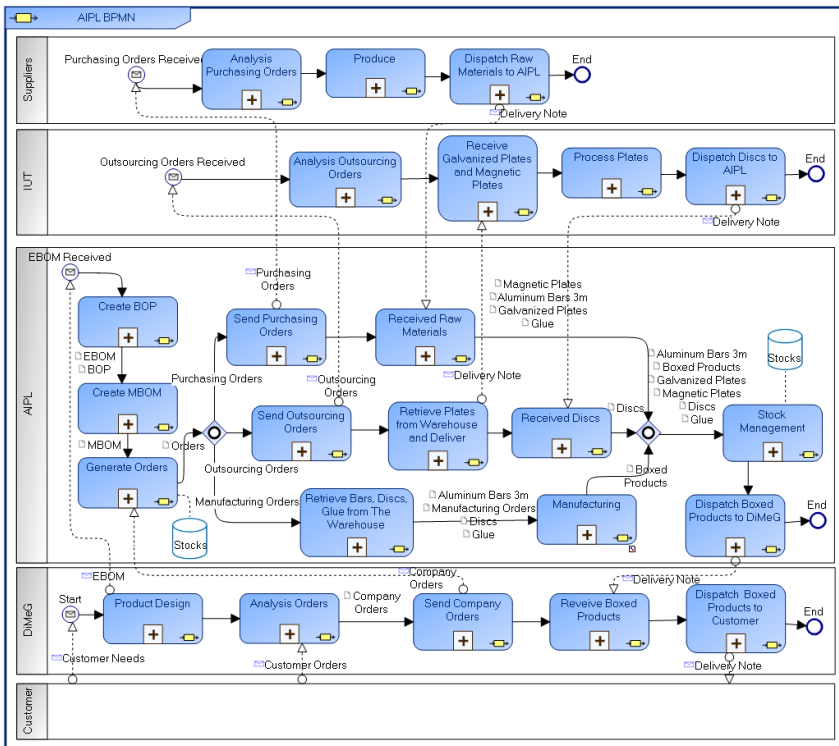 AIPL BPMN
Suppliers
Purchasing Orders Received
Analysis
Purchasing Orders
Produce
Dispatch Raw
Materials to AIPL
End
Delivery Note
IUT
Outsourcing Orders Received
Analysis Outsourcing
Orders
Receive
Galvanized Plates
and Magnetic
Plates
Process Plates
Dispatch Discs to
AIPL
End
Delivery Note
AIPL
EBOM Received
Create BOP
EBOM
BOP
Create MBOM
MBOM
Generate Orders
Orders
Stocks
Purchasing
Orders
Send Purchasing
Orders
Received Raw
Materials
Magnetic Plates
Aluminum Bars 3m
Galvanized Plates
Glue
Purchasing Orders
Outsourcing
Orders
Delivery Note
Send Outsourcing
Orders
Retrieve Plates
from Warehouse
and Deliver
Received Discs
Discs
Outsourcing Orders
Manufacturing Orders
Retrieve Bars, Discs,
Glue from The
Warehouse
Aluminum Bars 3m
Manufacturing Orders
Discs
Glue
Manufacturing
Boxed
Products
Aluminum Bars 3m
Boxed Products
Galvanized Plates
Magnetic Plates
Discs
Glue
Stocks
Stock
Management
Dispatch Boxed
Products to DiMeG
End
DiMeG
Start
EBOM
Product Design
Analysis Orders
Company
Orders
Company
Orders
Send Company
Orders
Delivery Note
Reveive Boxed
Products
Dispatch Boxed
Products to
Customer
End
Customer Needs
Customer Orders
Delivery Note
Customer